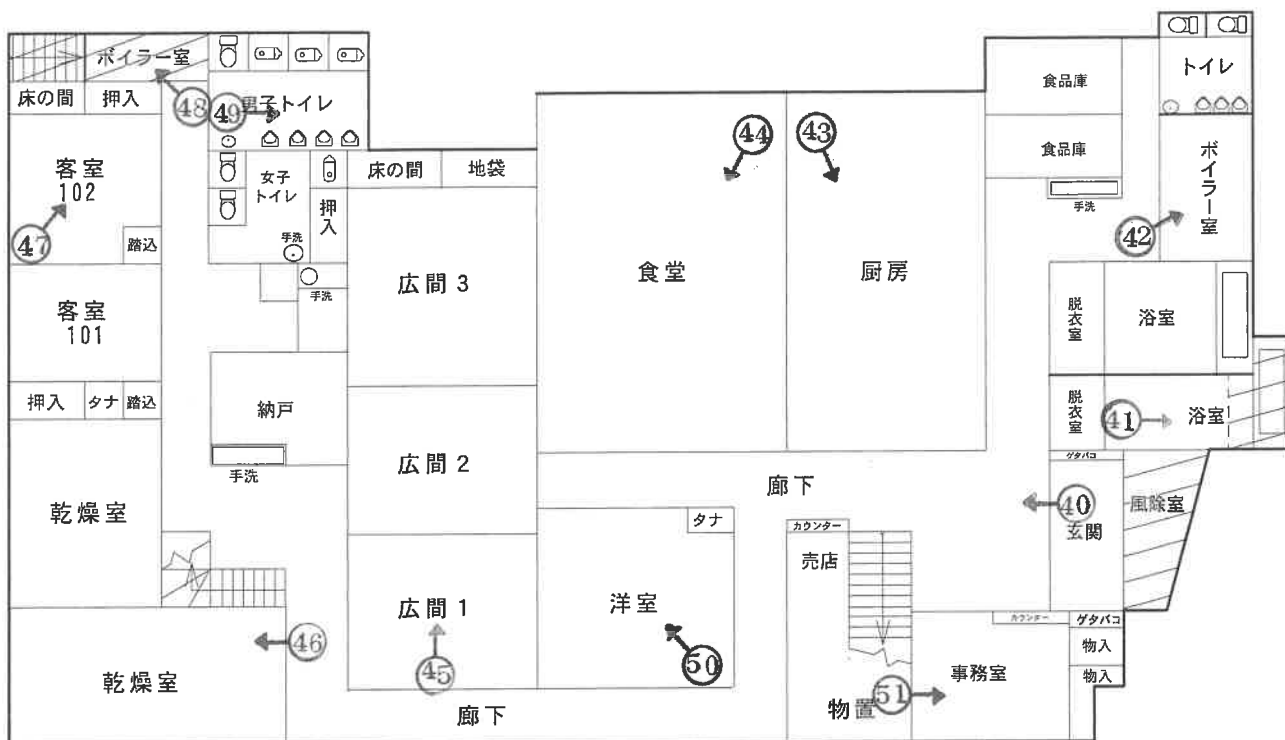 ボイラー室
床の間
押入
48
49
男子トイレ
客室
102
47
踏込
女子
トイレ
押入
手洗
手洗
客室
101
押入
タナ
踏込
納戸
手洗
乾燥室
乾燥室
46
床の間
地袋
広間 3
広間 2
広間 1
45
食堂
44
43
厨房
食品庫
食品庫
手洗
トイレ
ボイラー室
42
脱衣室
浴室
脱衣室
41
浴室
ゲタバコ
廊下
40
玄関
風除室
タナ
洋室
50
カウンター
売店
カウンター
ゲタバコ
物入
物入
事務室
51
物置
廊下